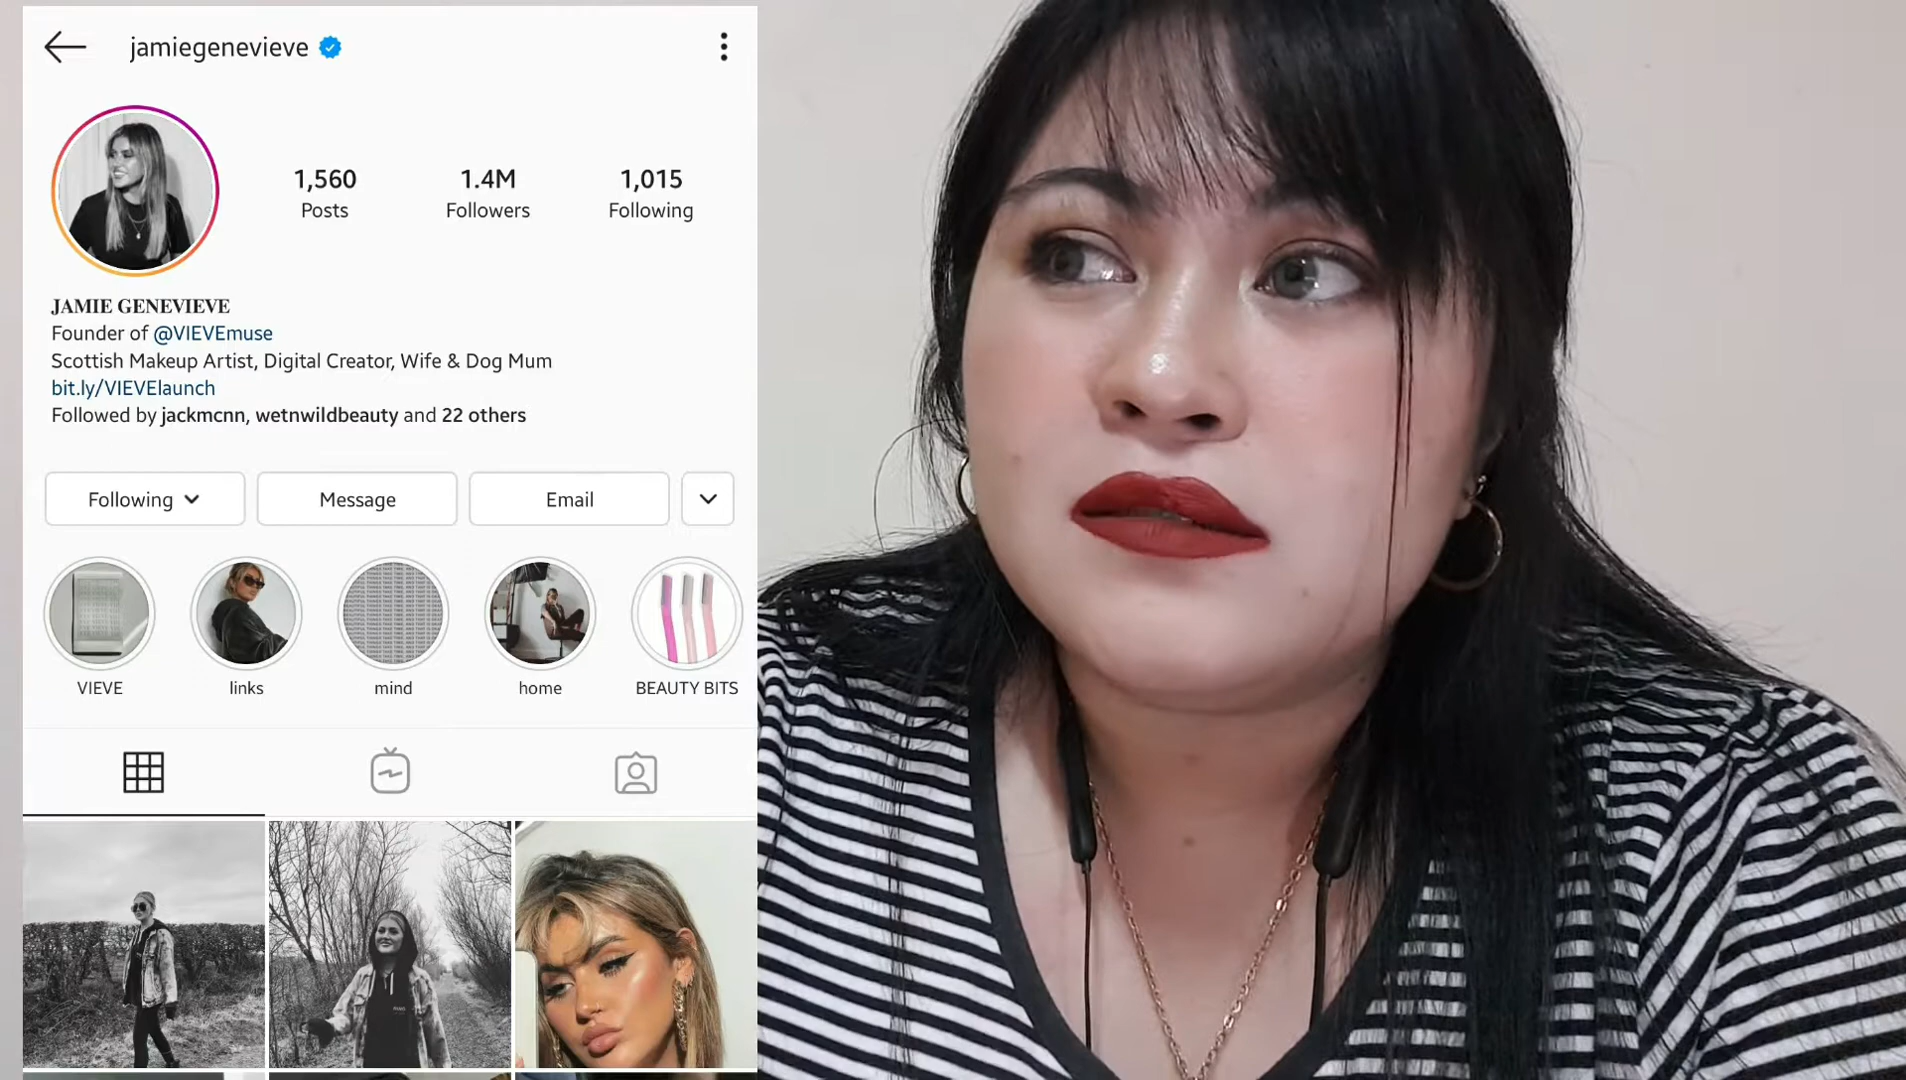 jamiegenevieve
1,560 1.4M 1,015
Posts Followers Following
JAMIE GENEVIEVE
Founder of @VIEVEmuse
Scottish Makeup Artist, Digital Creator, Wife & Dog Mum
bit.ly/VIEVElaunch
Followed by jackmcnn, wetnwildbeauty and 22 others
Following Message Email
VIEVE links mind home BEAUTY BITS